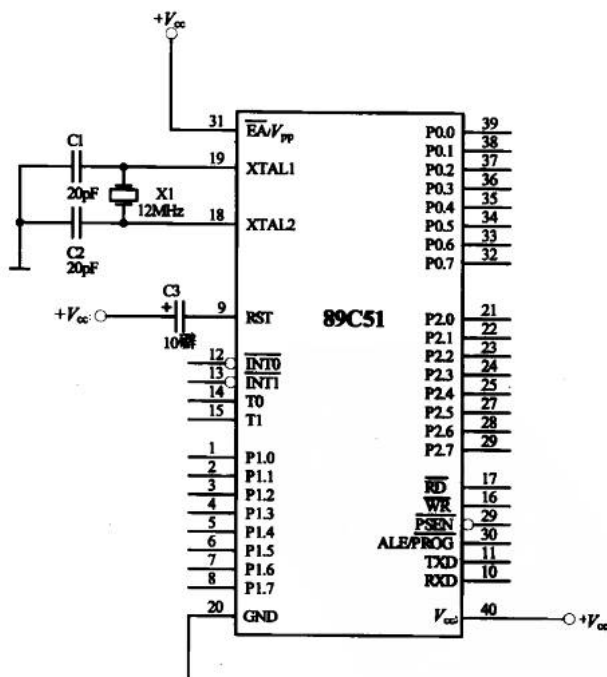 +Vcc
31
EA/Vpp
C1
20pF
19
XTAL1
X1
12MHz
18
XTAL2
C2
20pF
+Vcc
C3
+
10
9
RST
89C51
12
INT0
13
INT1
14
T0
15
T1
1
P1.0
2
P1.1
3
P1.2
4
P1.3
5
P1.4
6
P1.5
7
P1.6
8
P1.7
20
GND
P0.0
39
P0.1
38
P0.2
37
P0.3
36
P0.4
35
P0.5
34
P0.6
33
P0.7
32
P2.0
21
P2.1
22
P2.2
23
P2.3
24
P2.4
25
P2.5
27
P2.6
28
P2.7
29
RD
17
WR
16
PSEN
29
ALE/PROG
30
TXD
11
RXD
10
Vcc
40
+Vcc